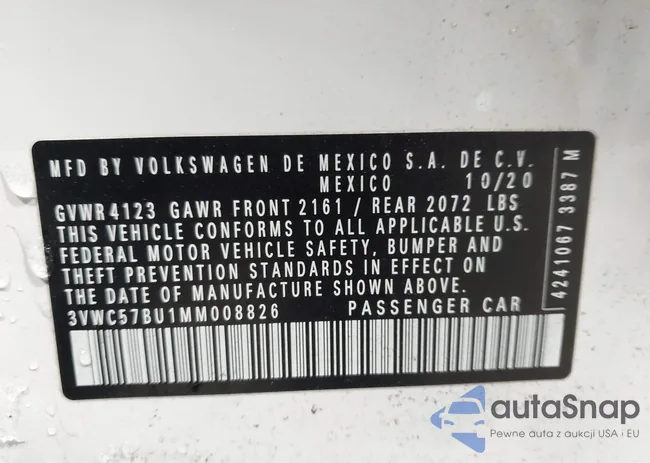 MFD BY VOLKSWAGEN DE MEXICO S.A. DE C.V.
MEXICO 10/20
GVWR 4123 GAWR FRONT 2161 / REAR 2072 LBS
THIS VEHICLE CONFORMS TO ALL APPLICABLE U.S.
FEDERAL MOTOR VEHICLE SAFETY, BUMPER AND
THEFT PREVENTION STANDARDS IN EFFECT ON
THE DATE OF MANUFACTURE SHOWN ABOVE.
3VWC57BU1MM008826 PASSENGER CAR
4241067 3387 M
autaSnap
Pewne auta z aukcji USA i EU